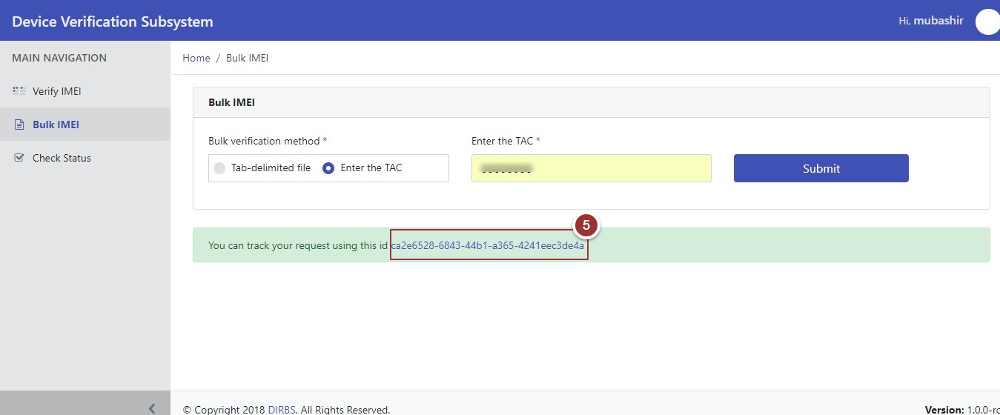 Device Verification Subsystem
Hi, mubashir
MAIN NAVIGATION
Verify IMEI
Bulk IMEI
Check Status
Home / Bulk IMEI
Bulk IMEI
Bulk verification method *
Tab-delimited file
Enter the TAC
Enter the TAC *
Submit
5
You can track your request using this id ca2e6528-6843-44b1-a365-4241eec3de4a
© Copyright 2018 DIRBS. All Rights Reserved.
Version: 1.0.0-rc